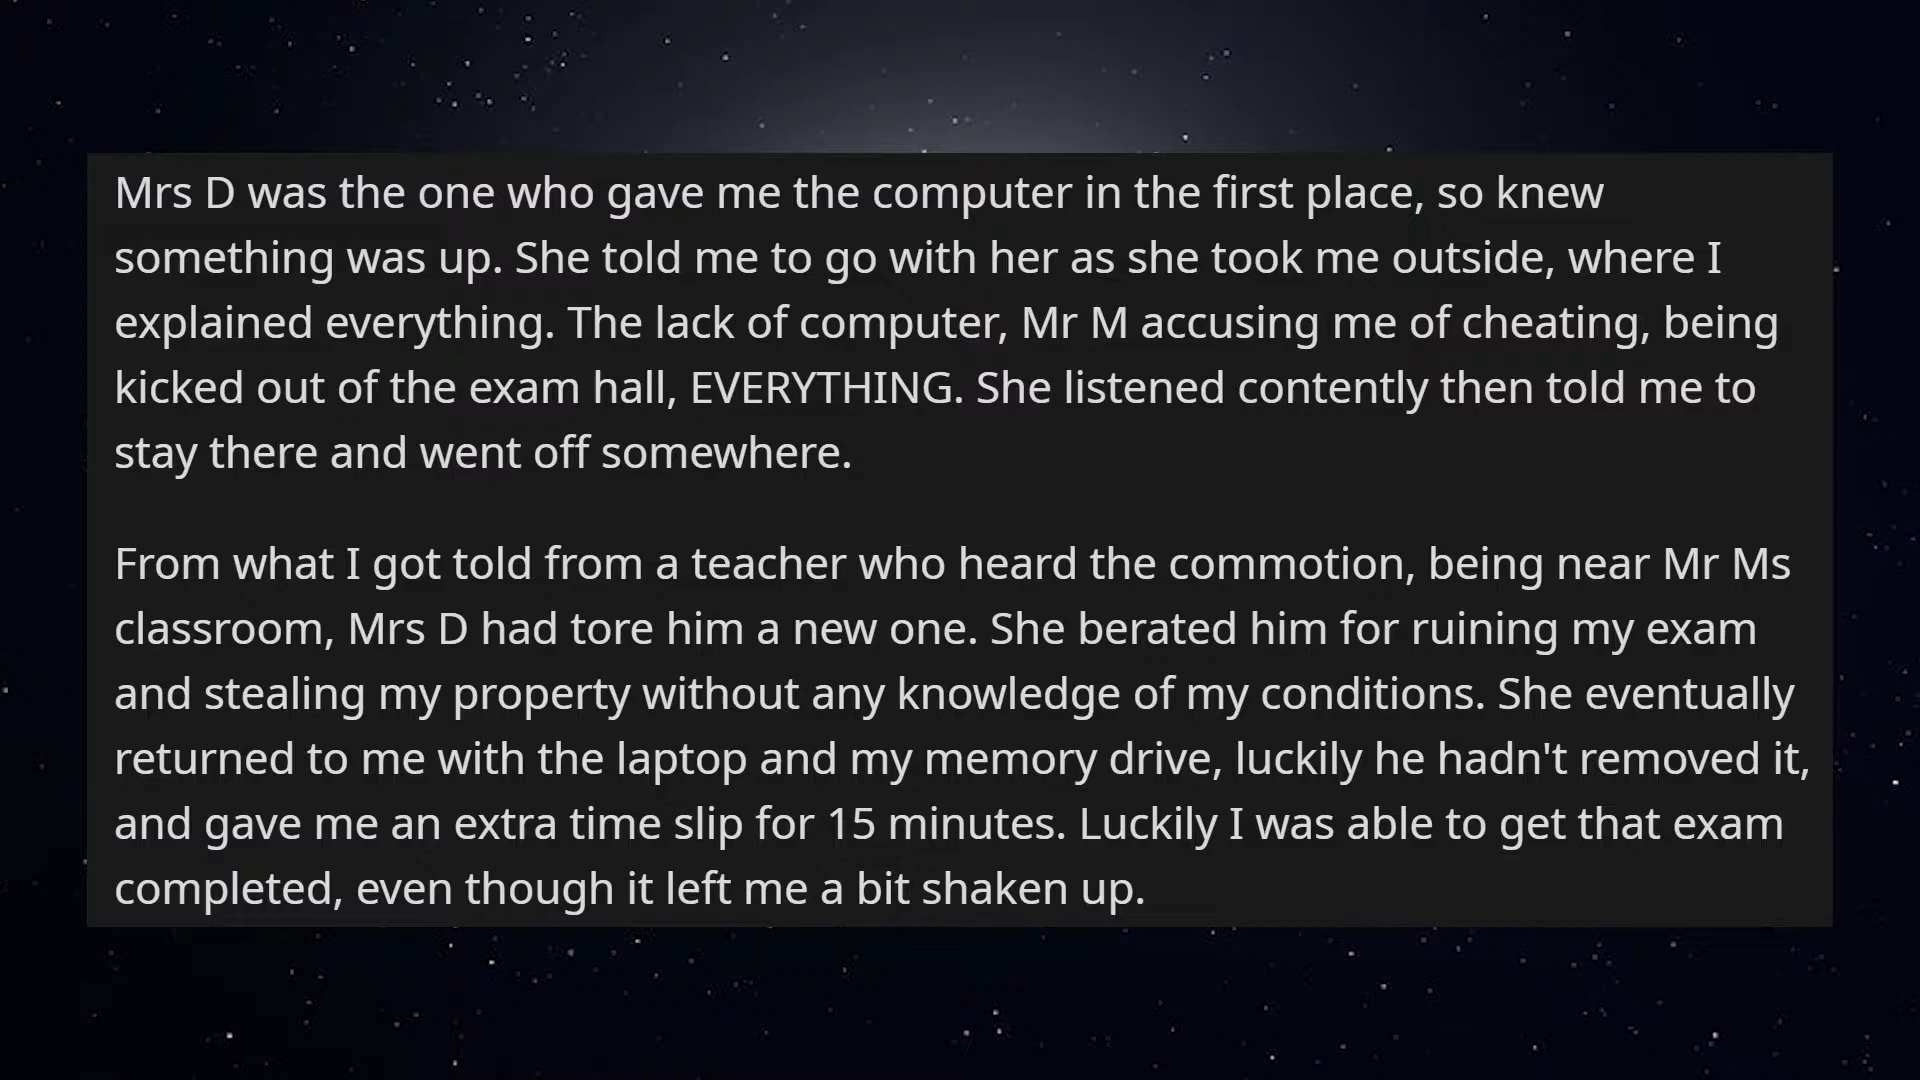 Mrs D was the one who gave me the computer in the first place, so knew
something was up. She told me to go with her as she took me outside, where I
explained everything. The lack of computer, Mr M accusing me of cheating, being
kicked out of the exam hall, EVERYTHING. She listened contently then told me to
stay there and went off somewhere.
From what I got told from a teacher who heard the commotion, being near Mr Ms
classroom, Mrs D had tore him a new one. She berated him for ruining my exam
and stealing my property without any knowledge of my conditions. She eventually
returned to me with the laptop and my memory drive, luckily he hadn't removed it,
and gave me an extra time slip for 15 minutes. Luckily I was able to get that exam
completed, even though it left me a bit shaken up.